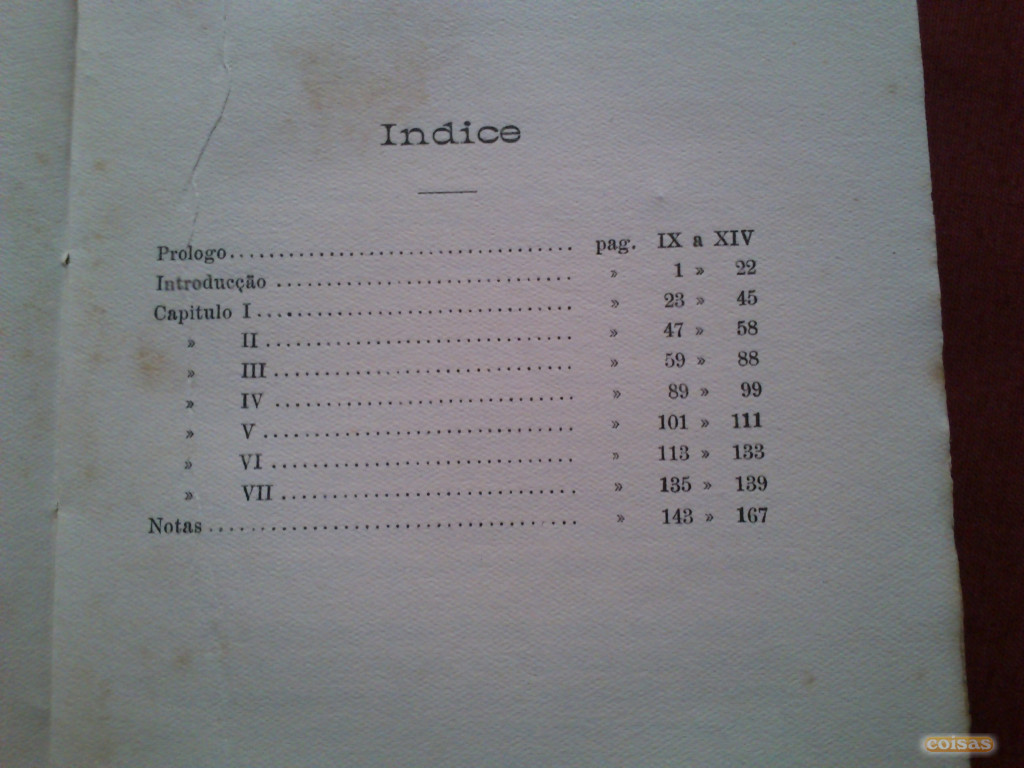 Indice
Prologo.................................. pag. IX a XIV
Introducção .............................. » 1 » 22
Capitulo I................................ » 23 » 45
» II ............................... » 47 » 58
» III .............................. » 59 » 88
» IV .............................. » 89 » 99
» V ............................... » 101 » 111
» VI .............................. » 113 » 133
» VII ............................. » 135 » 139
Notas .................................... » 143 » 167
coisas